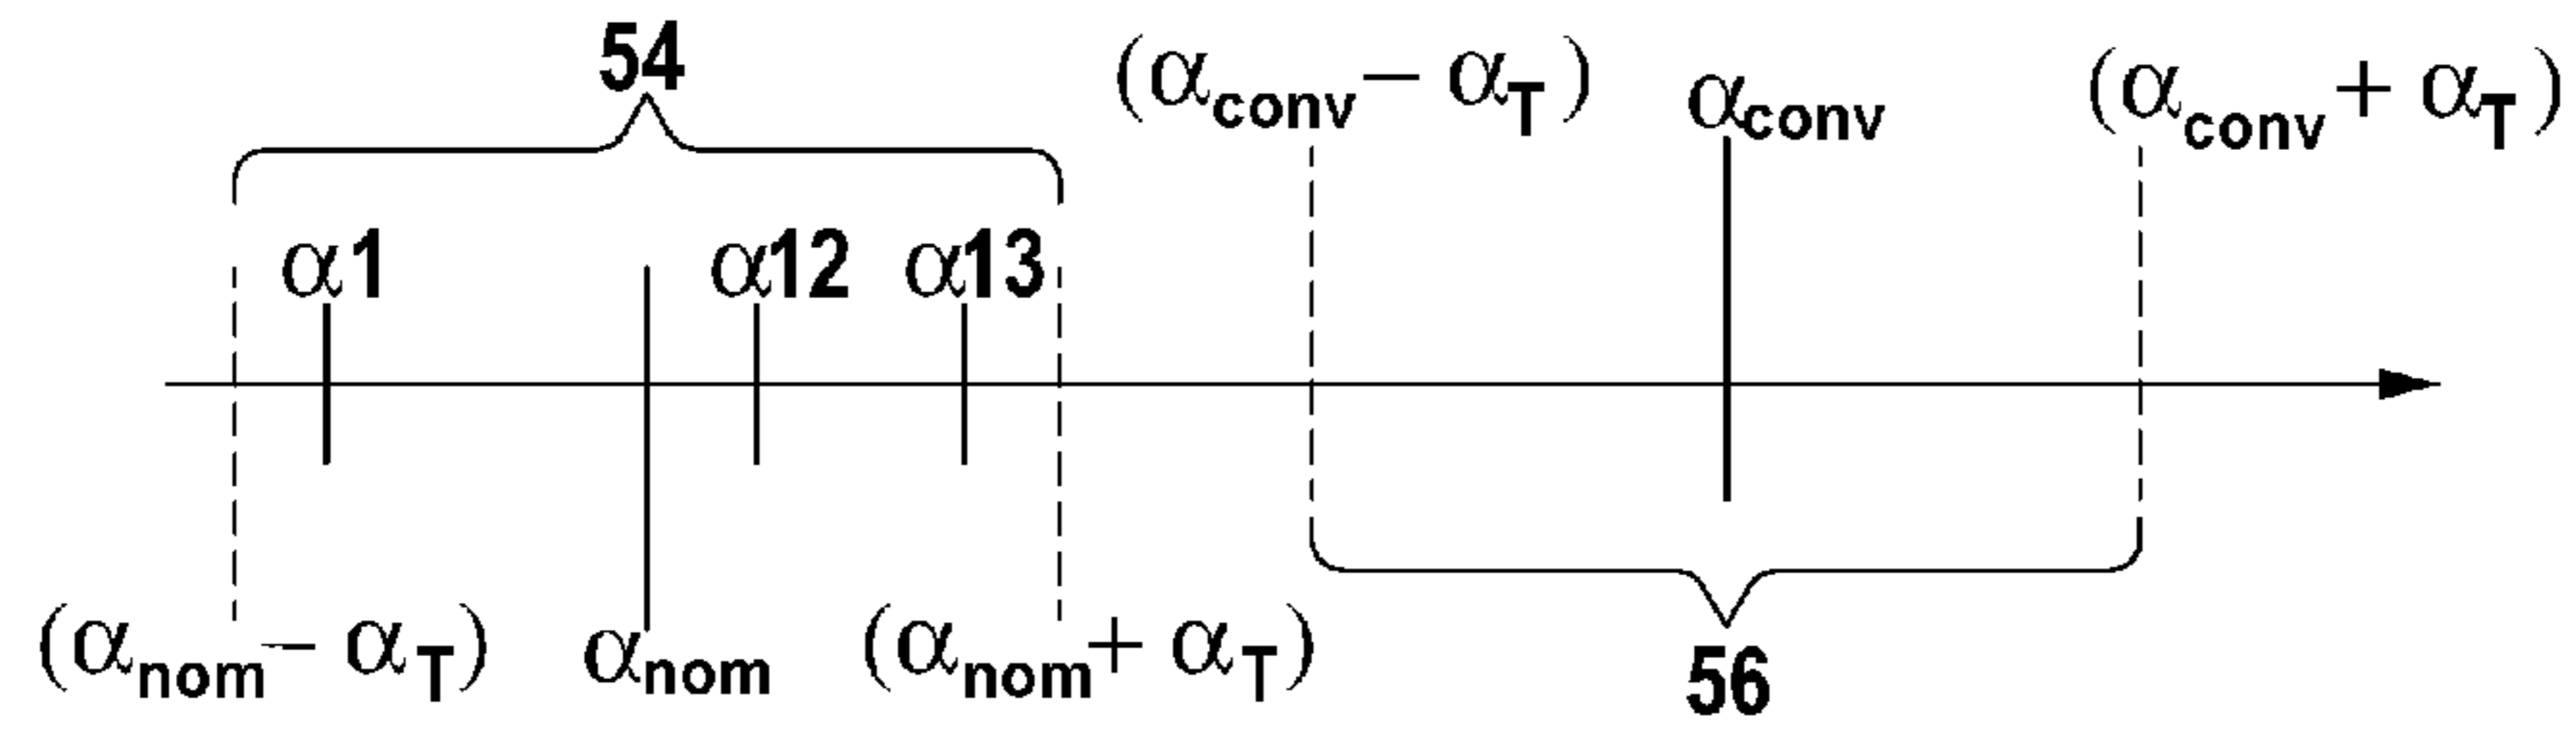 54
(αconv − αT)
αconv
(αconv + αT)
α1
α12
α13
(αnom − αT)
αnom
(αnom + αT)
56